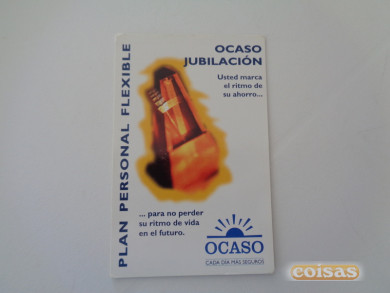 PLAN PERSONAL FLEXIBLE
OCASO
JUBILACIÓN
Usted marca
el ritmo de
su ahorro...
... para no perder
su ritmo de vida
en el futuro.
OCASO
CADA DÍA MÁS SEGUROS
coisas